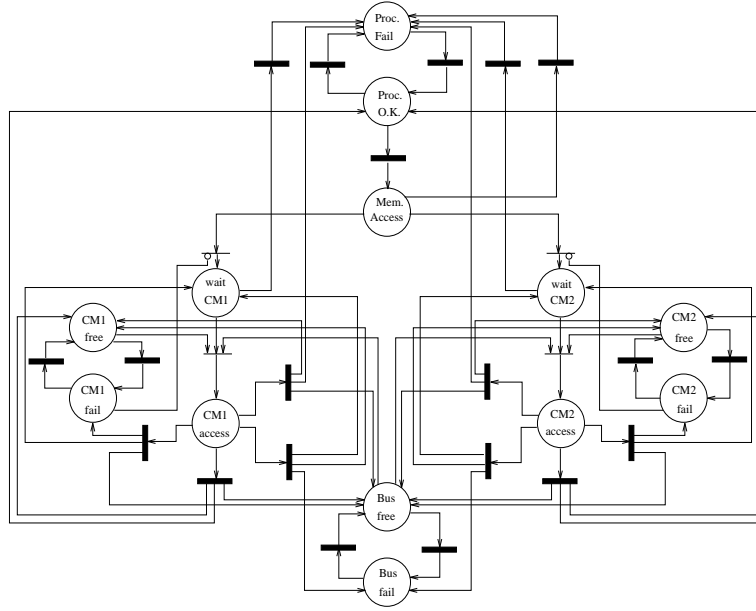 Proc.
Fail
Proc.
O.K.
Mem.
Access
wait
CM1
wait
CM2
CM1
free
CM2
free
CM1
fail
CM2
fail
CM1
access
CM2
access
Bus
free
Bus
fail